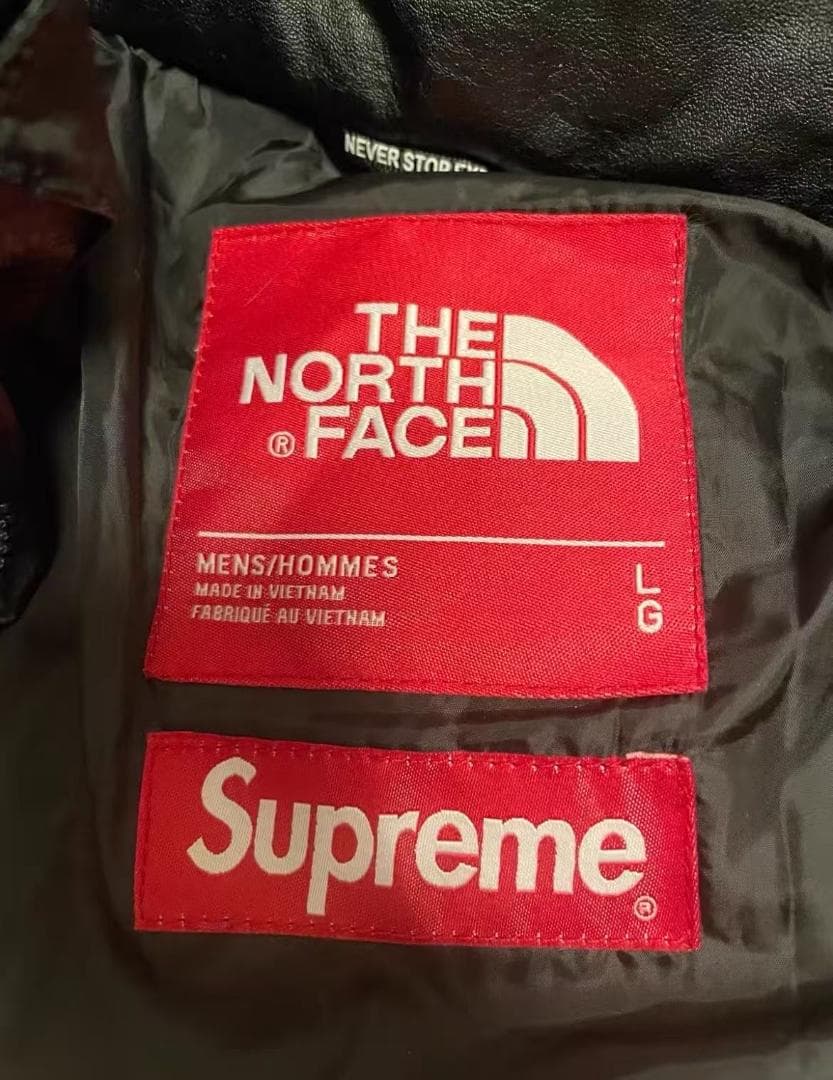 NEVER STOP
THE
NORTH
® FACE
MENS/HOMMES
MADE IN VIETNAM
FABRIQUÉ AU VIETNAM
L
G
Supreme
®